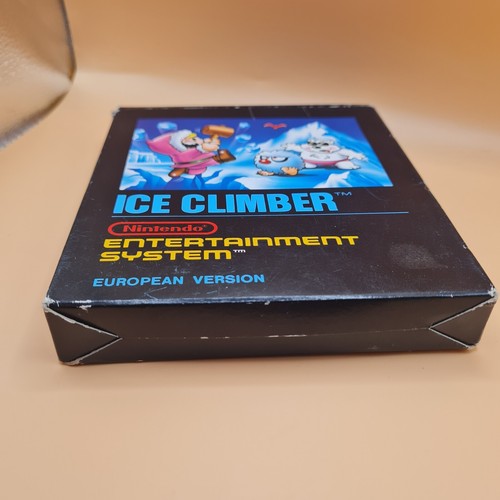 ICE CLIMBER™
Nintendo®
ENTERTAINMENT
SYSTEM™
EUROPEAN VERSION